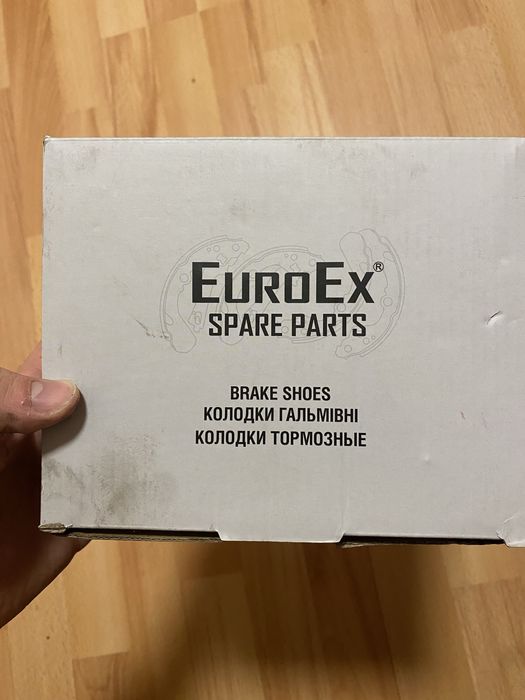 EUROEX®
SPARE PARTS
BRAKE SHOES
КОЛОДКИ ГАЛЬМІВНІ
КОЛОДКИ ТОРМОЗНЫЕ